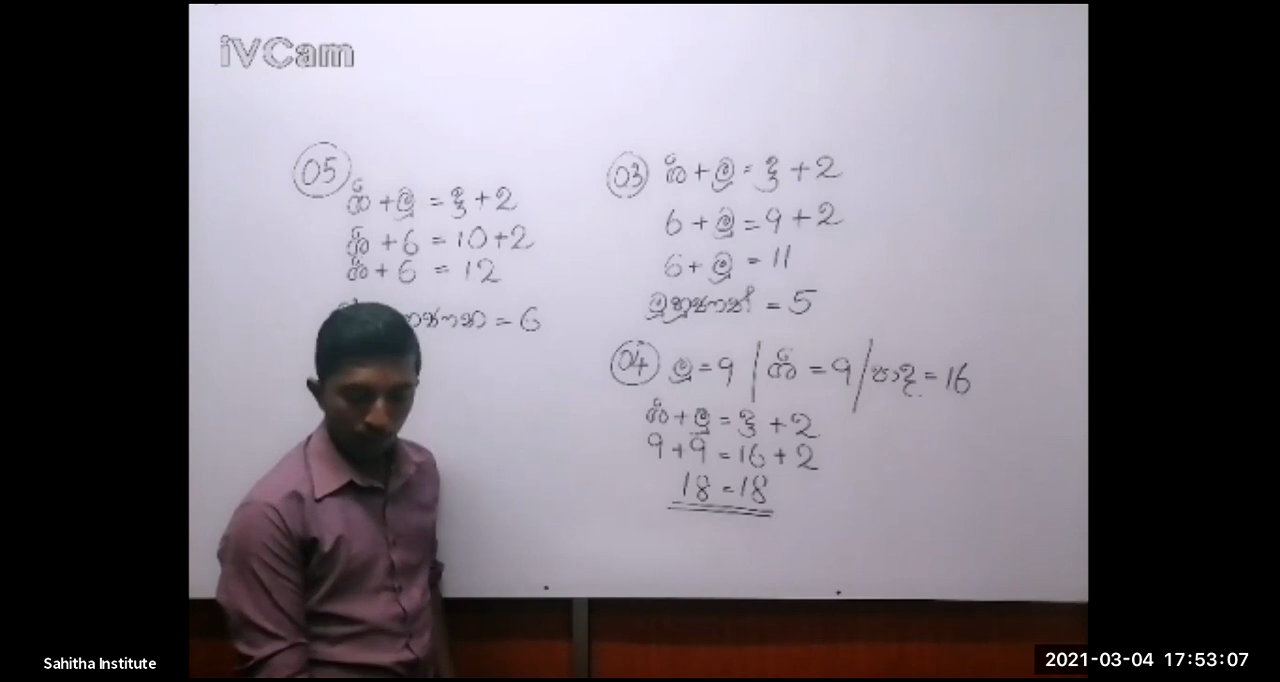 iVCam
05
ශී + මු = දා + 2
ශී + 6 = 10 + 2
ශී + 6 = 12
= 6
03 ශී + මු = දා + 2
6 + මු = 9 + 2
6 + මු = 11
මුහුණත් = 5
04 මු = 9 / ශී = 9 / පාද = 16
ශී + මු = දා + 2
9 + 9 = 16 + 2
18 = 18
Sahitha Institute
2021-03-04 17:53:07